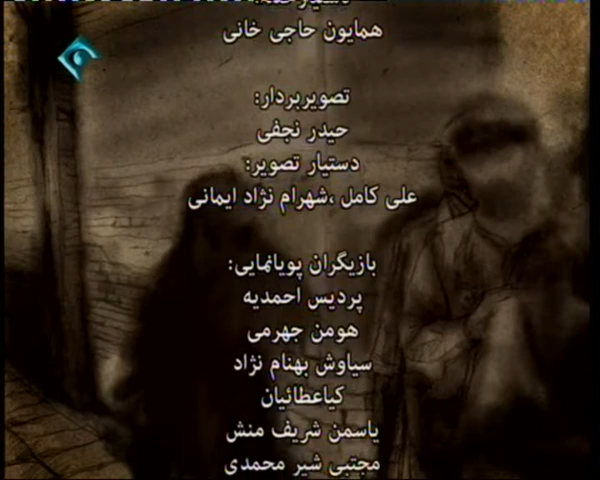 همایون حاجی خانی
تصویربردار:
حیدر نجفی
دستیار تصویر:
علی کامل ،شهرام نژاد ایمانی
بازیگران پویانمایی:
پردیس احمدیه
هومن جهرمی
سیاوش بهنام نژاد
کیاعطائیان
یاسمن شریف منش
مجتبی شیر محمدی